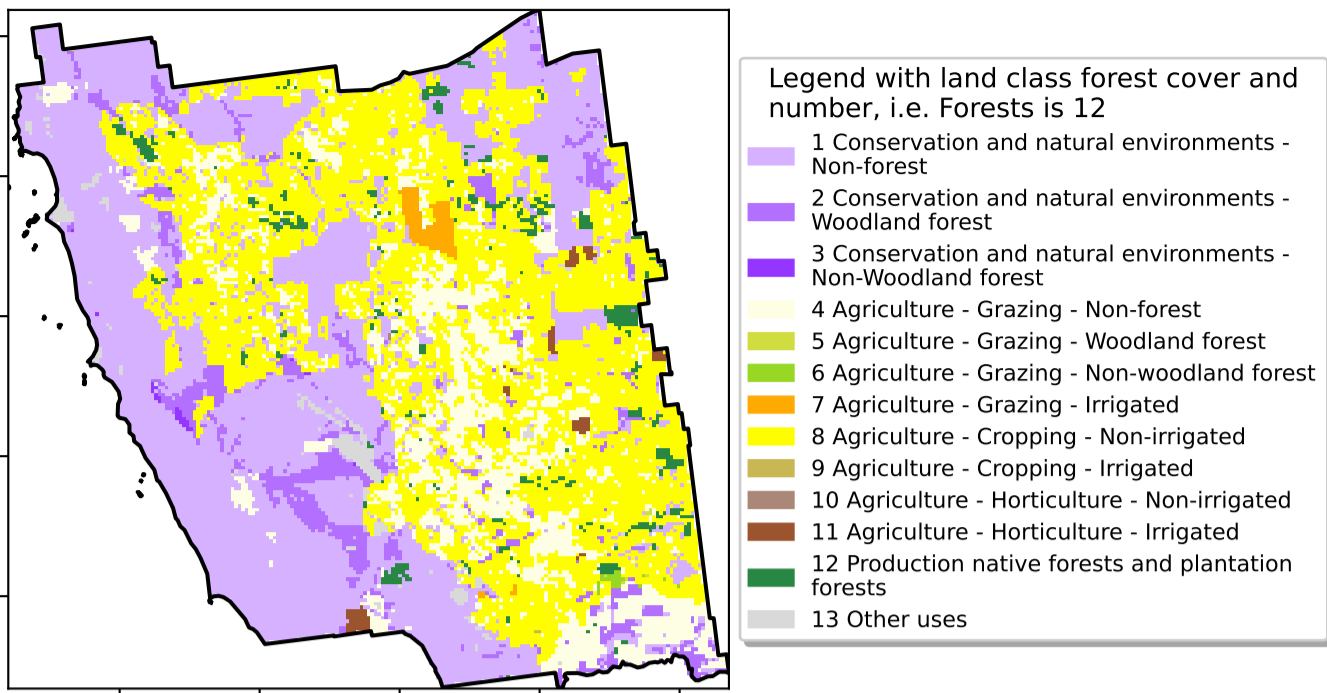 Legend with land class forest cover and
number, i.e. Forests is 12
1 Conservation and natural environments -
Non-forest
2 Conservation and natural environments -
Woodland forest
3 Conservation and natural environments -
Non-Woodland forest
4 Agriculture - Grazing - Non-forest
5 Agriculture - Grazing - Woodland forest
6 Agriculture - Grazing - Non-woodland forest
7 Agriculture - Grazing - Irrigated
8 Agriculture - Cropping - Non-irrigated
9 Agriculture - Cropping - Irrigated
10 Agriculture - Horticulture - Non-irrigated
11 Agriculture - Horticulture - Irrigated
12 Production native forests and plantation
forests
13 Other uses